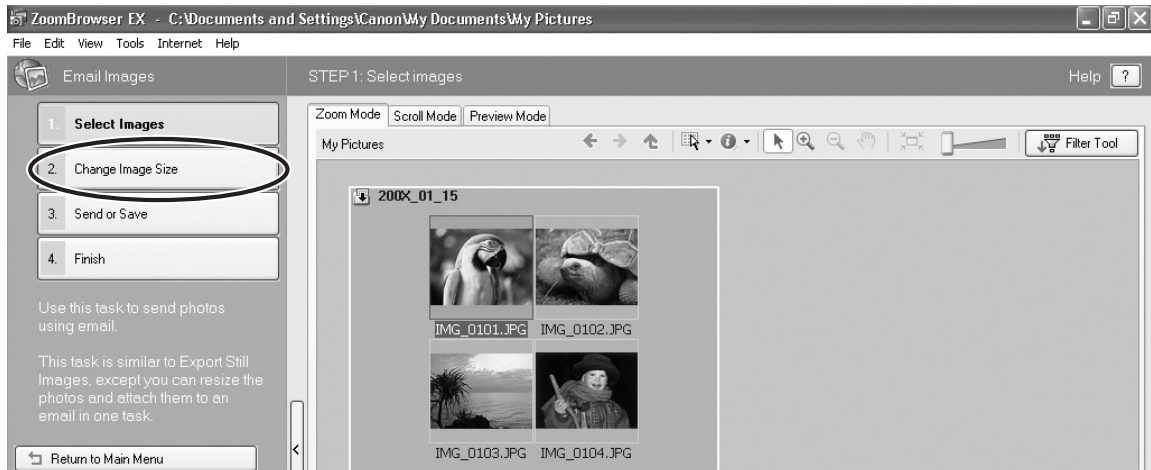 ZoomBrowser EX - C:\Documents and Settings\Canon\My Documents\My Pictures
File Edit View Tools Internet Help
Email Images
STEP 1: Select images
Help ?
1. Select Images
2. Change Image Size
3. Send or Save
4. Finish
Use this task to send photos
using email.
This task is similar to Export Still
Images, except you can resize the
photos and attach them to an
email in one task.
Return to Main Menu
Zoom Mode Scroll Mode Preview Mode
My Pictures
Filter Tool
200X_01_15
IMG_0101.JPG IMG_0102.JPG
IMG_0103.JPG IMG_0104.JPG